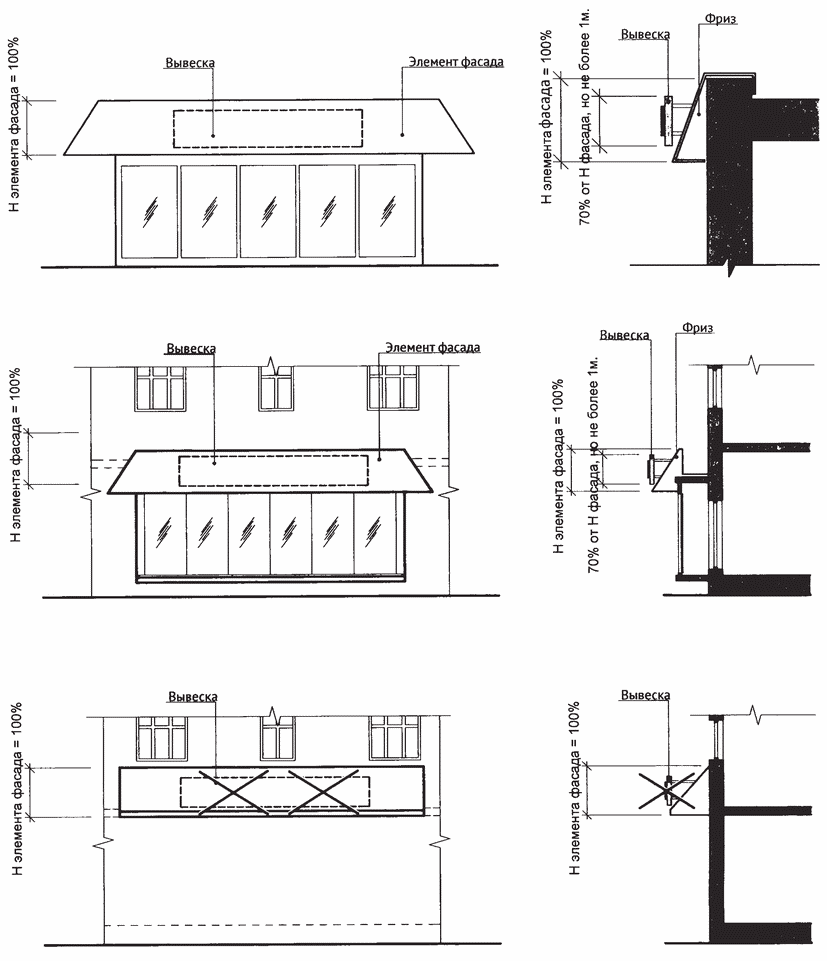 Н элемента фасада = 100%
Вывеска
Элемент фасада
Н элемента фасада = 100%
70% от Н фасада, но не более 1м.
Вывеска
Фриз
Н элемента фасада = 100%
Вывеска
Элемент фасада
Н элемента фасада = 100%
70% от Н фасада, но не более 1м.
Вывеска
Фриз
Н элемента фасада = 100%
Вывеска
Н элемента фасада = 100%
Вывеска